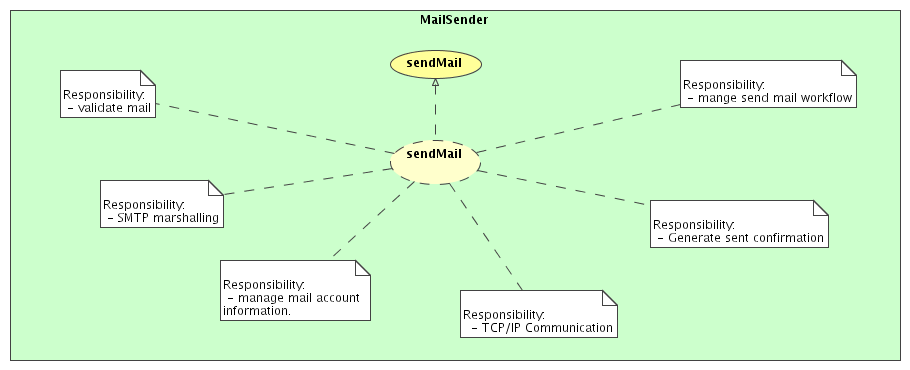 MailSender
sendMail
Responsibility:
- validate mail
Responsibility:
- mange send mail workflow
sendMail
Responsibility:
- SMTP marshalling
Responsibility:
- Generate sent confirmation
Responsibility:
- manage mail account
information.
Responsibility:
- TCP/IP Communication